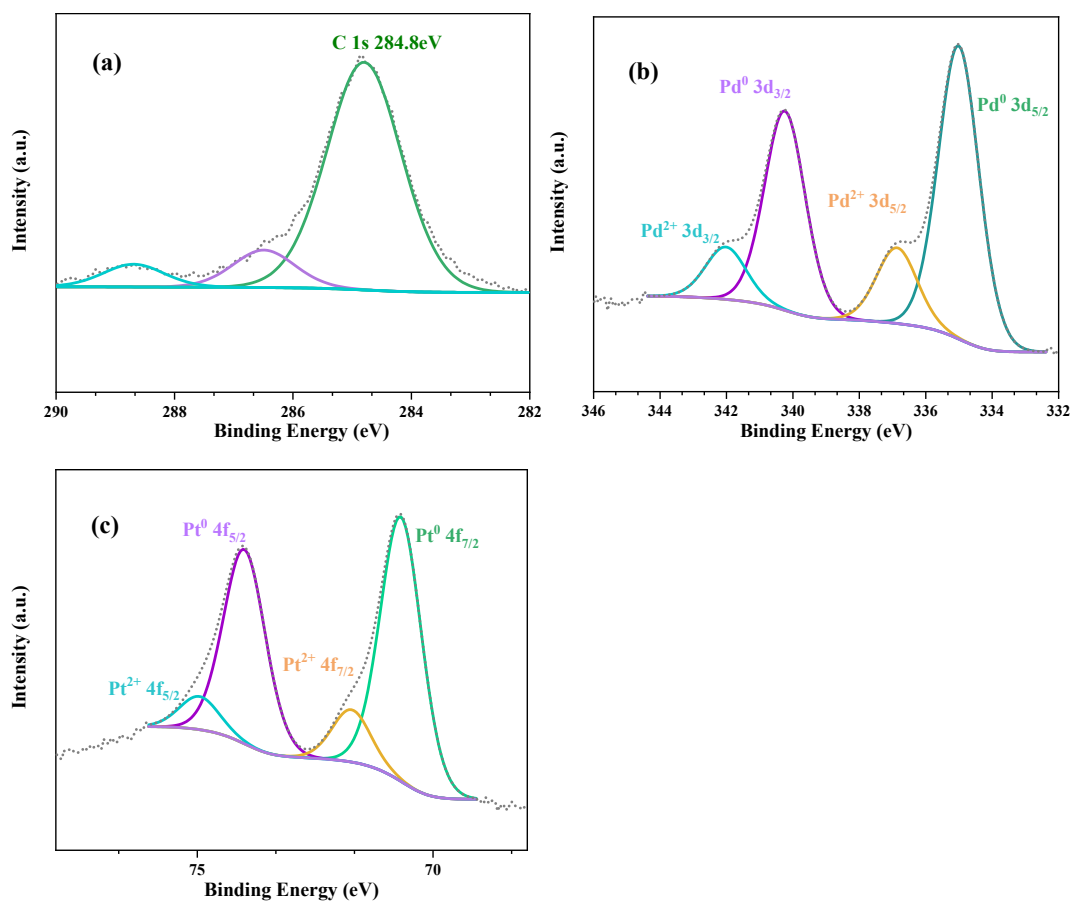 (a)
C 1s 284.8eV
Intensity (a.u.)
290 288 286 284 282
Binding Energy (eV)
(b)
Pd⁰ 3d₃/₂
Pd⁰ 3d₅/₂
Pd²⁺ 3d₅/₂
Pd²⁺ 3d₃/₂
Intensity (a.u.)
346 344 342 340 338 336 334 332
Binding Energy (eV)
(c)
Pt⁰ 4f₅/₂
Pt⁰ 4f₇/₂
Pt²⁺ 4f₇/₂
Pt²⁺ 4f₅/₂
Intensity (a.u.)
75 70
Binding Energy (eV)